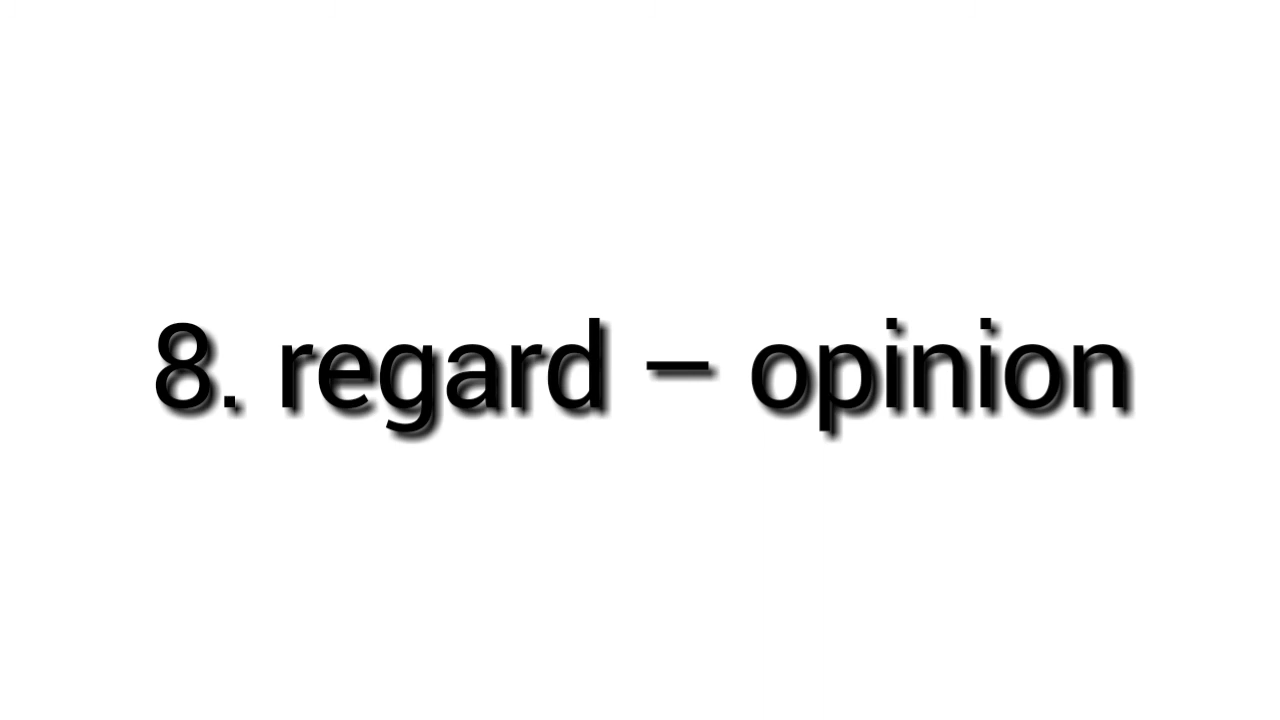 8. regard – opinion